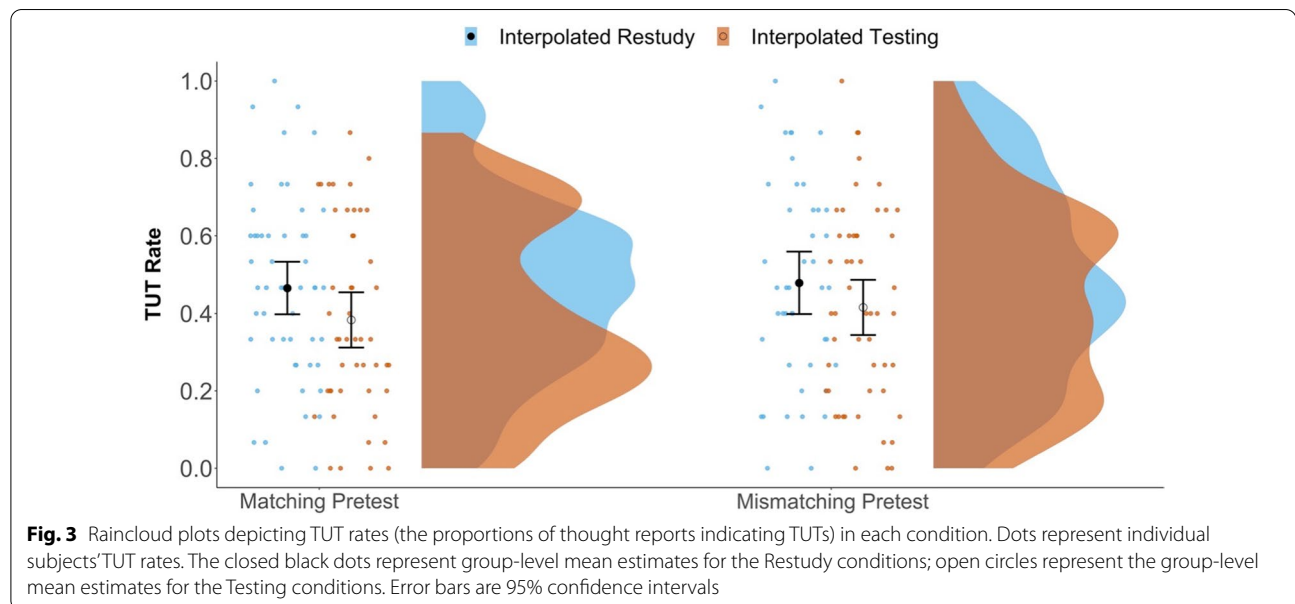 Interpolated Restudy Interpolated Testing
TUT Rate
1.0
0.8
0.6
0.4
0.2
0.0
Matching Pretest Mismatching Pretest
Fig. 3 Raincloud plots depicting TUT rates (the proportions of thought reports indicating TUTs) in each condition. Dots represent individual
subjects’TUT rates. The closed black dots represent group-level mean estimates for the Restudy conditions; open circles represent the group-level
mean estimates for the Testing conditions. Error bars are 95% confidence intervals